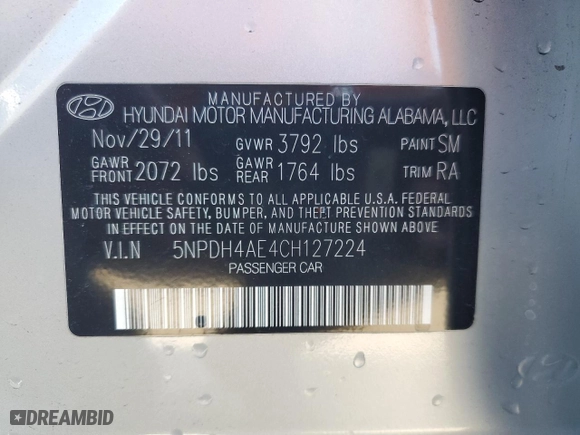 MANUFACTURED BY
HYUNDAI MOTOR MANUFACTURING ALABAMA, LLC
Nov/29/11 GVWR 3792 lbs PAINT SM
GAWR FRONT 2072 lbs GAWR REAR 1764 lbs TRIM RA
THIS VEHICLE CONFORMS TO ALL APPLICABLE U.S.A. FEDERAL
MOTOR VEHICLE SAFETY, BUMPER, AND THEFT PREVENTION STANDARDS
IN EFFECT ON THE DATE OF MANUFACTURE SHOWN ABOVE.
V.I.N 5NPDH4AE4CH127224
PASSENGER CAR
DREAMBID